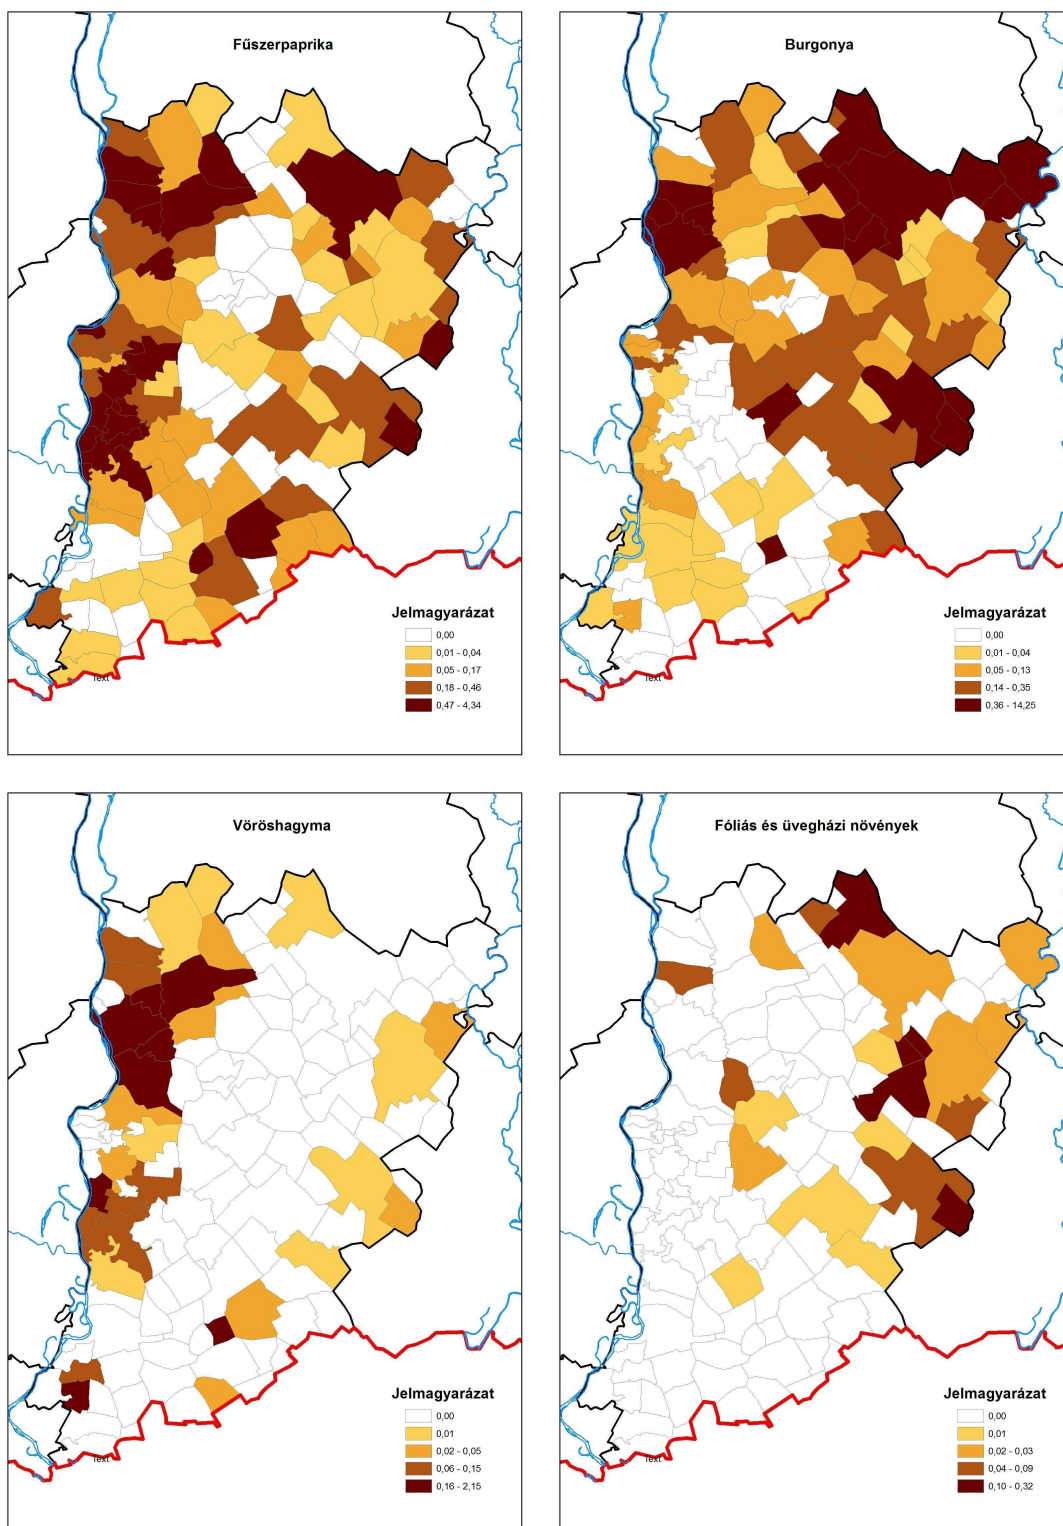 Fűszerpaprika
Jelmagyarázat
0,00
0,01 - 0,04
0,05 - 0,17
0,18 - 0,46
0,47 - 4,34
Text
Burgonya
Jelmagyarázat
0,00
0,01 - 0,04
0,05 - 0,13
0,14 - 0,35
0,36 - 14,25
Text
Vöröshagyma
Jelmagyarázat
0,00
0,01
0,02 - 0,05
0,06 - 0,15
0,16 - 2,15
Text
Fóliás és üvegházi növények
Jelmagyarázat
0,00
0,01
0,02 - 0,03
0,04 - 0,09
0,10 - 0,32
Text